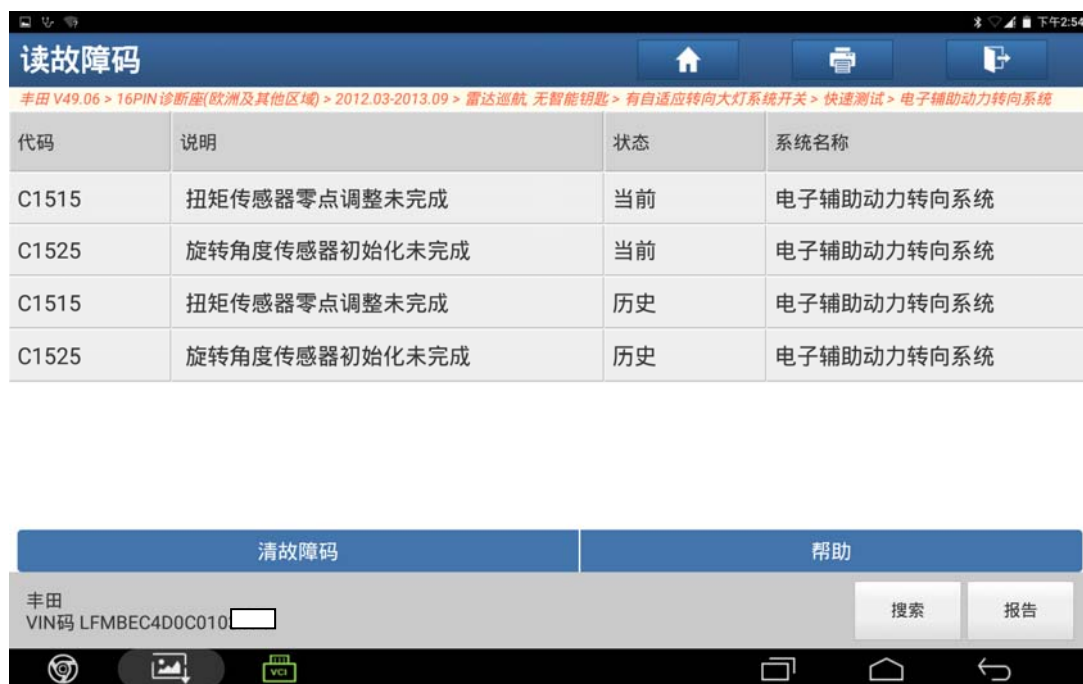 下午2:54
读故障码
丰田 V49.06 > 16PIN诊断座(欧洲及其他区域) > 2012.03-2013.09 > 雷达巡航, 无智能钥匙 > 有自适应转向大灯系统开关 > 快速测试 > 电子辅助动力转向系统
代码 说明 状态 系统名称
C1515 扭矩传感器零点调整未完成 当前 电子辅助动力转向系统
C1525 旋转角度传感器初始化未完成 当前 电子辅助动力转向系统
C1515 扭矩传感器零点调整未完成 历史 电子辅助动力转向系统
C1525 旋转角度传感器初始化未完成 历史 电子辅助动力转向系统
清故障码 帮助
丰田
VIN码 LFMBEC4D0C010
搜索 报告
VCI